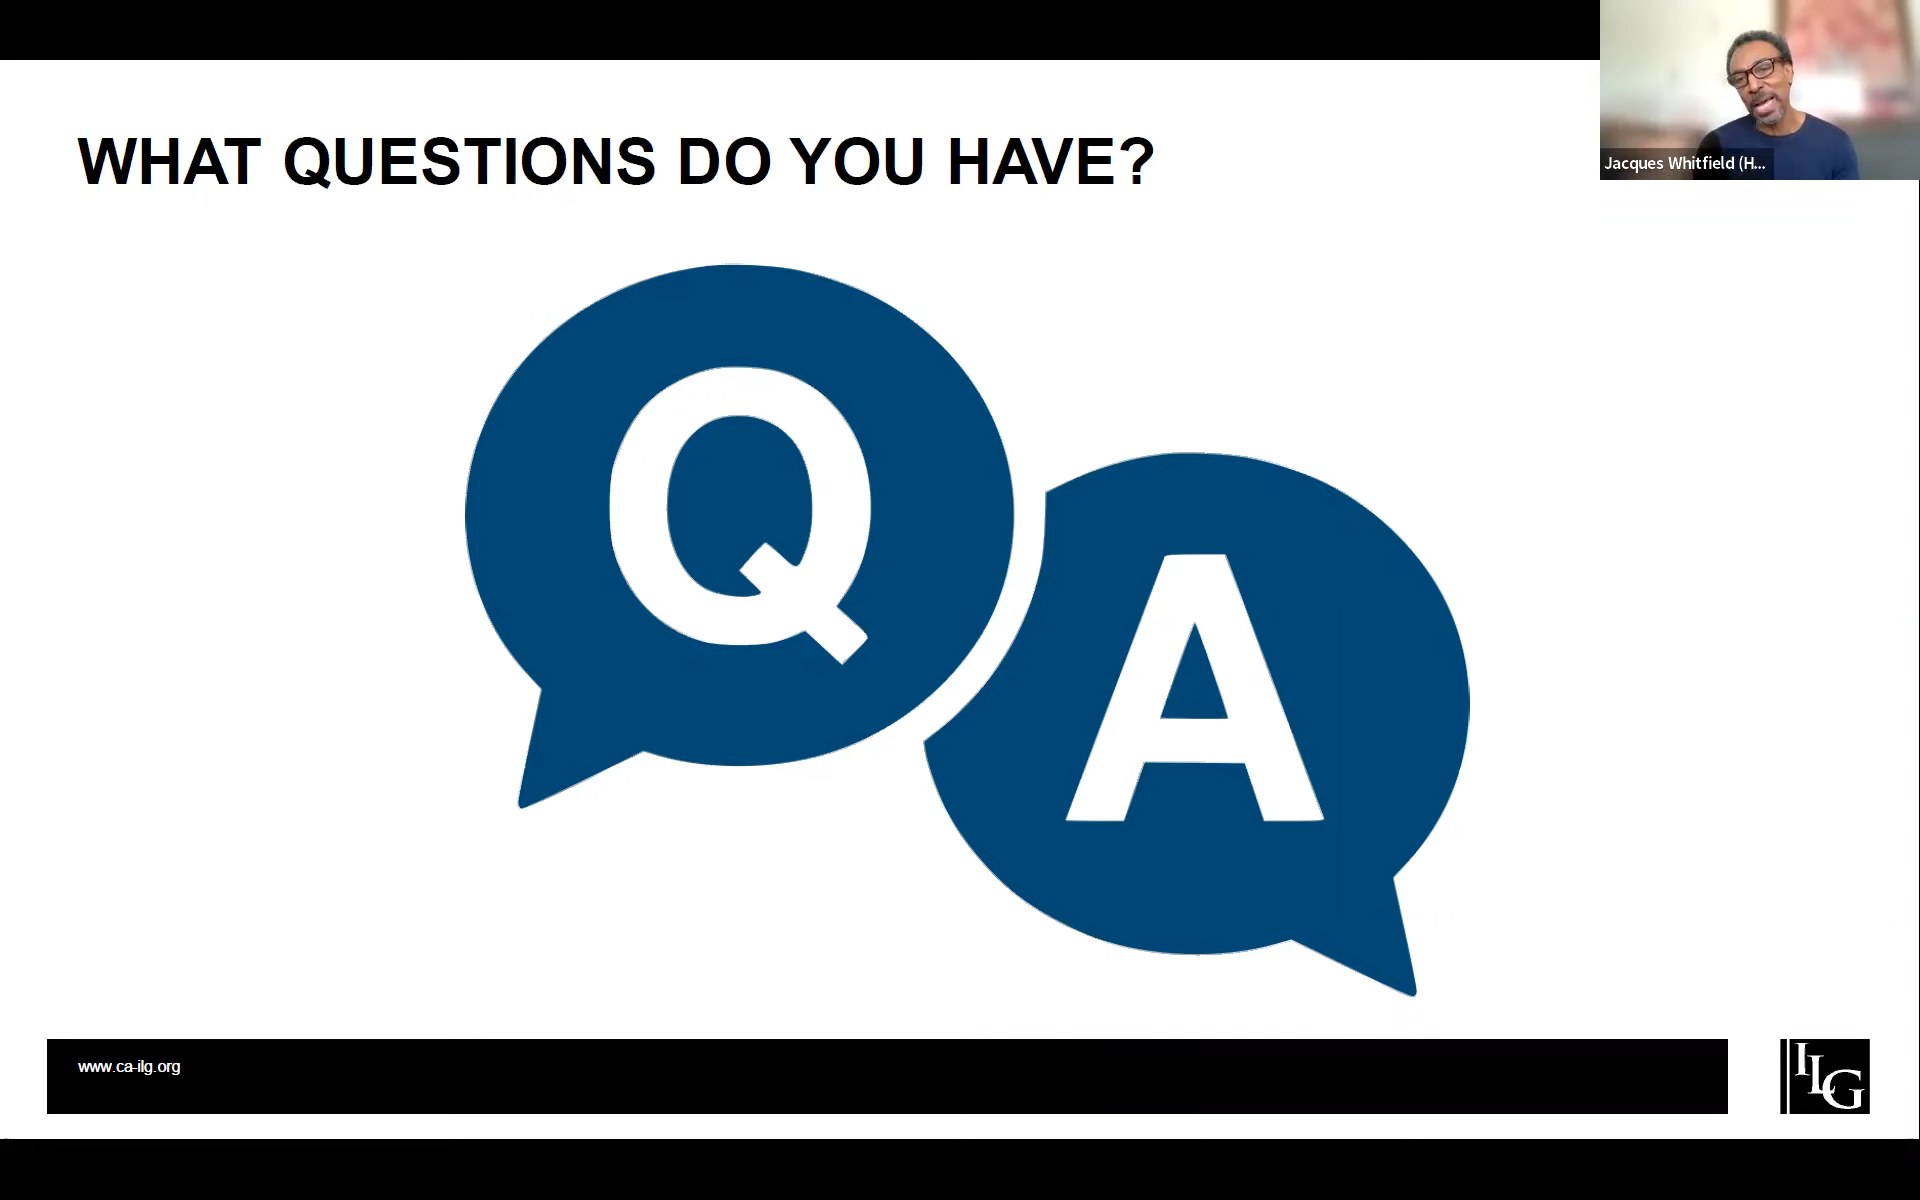 WHAT QUESTIONS DO YOU HAVE?
Jacques Whitfield (H...
Q
A
www.ca-ilg.org
ILG